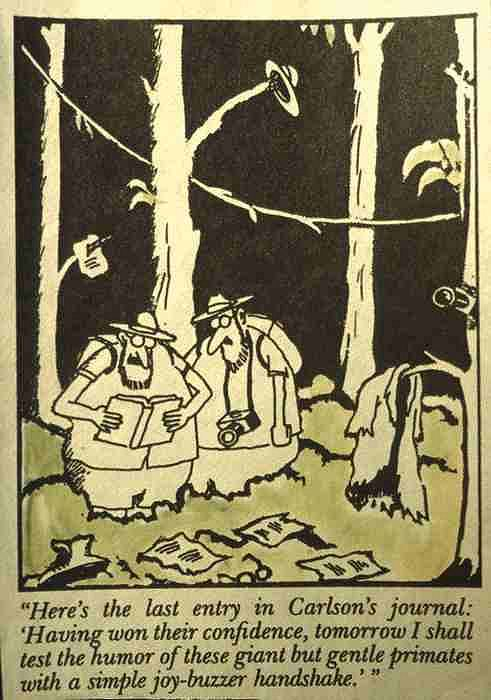 “Here's the last entry in Carlson's journal:
‘Having won their confidence, tomorrow I shall
test the humor of these giant but gentle primates
with a simple joy-buzzer handshake.’ ”